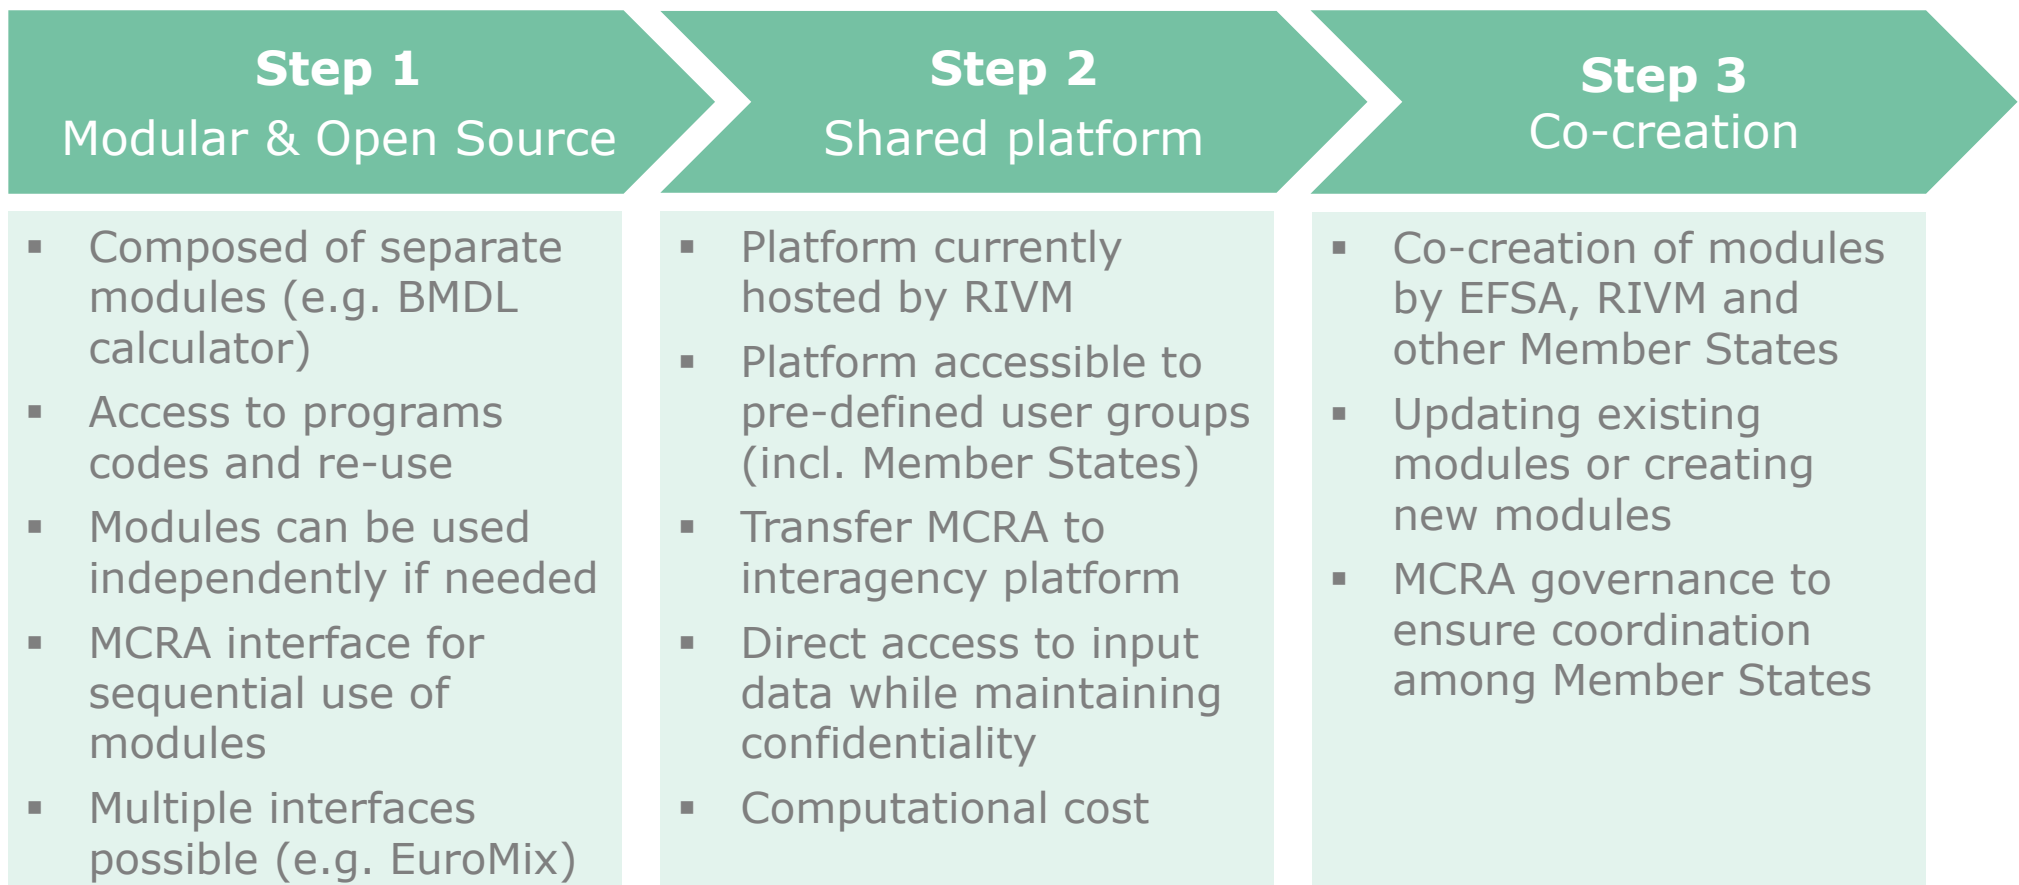 Step 1
Modular & Open Source
▪ Composed of separate
modules (e.g. BMDL
calculator)
▪ Access to programs
codes and re-use
▪ Modules can be used
independently if needed
▪ MCRA interface for
sequential use of
modules
▪ Multiple interfaces
possible (e.g. EuroMix)
Step 2
Shared platform
▪ Platform currently
hosted by RIVM
▪ Platform accessible to
pre-defined user groups
(incl. Member States)
▪ Transfer MCRA to
interagency platform
▪ Direct access to input
data while maintaining
confidentiality
▪ Computational cost
Step 3
Co-creation
▪ Co-creation of modules
by EFSA, RIVM and
other Member States
▪ Updating existing
modules or creating
new modules
▪ MCRA governance to
ensure coordination
among Member States